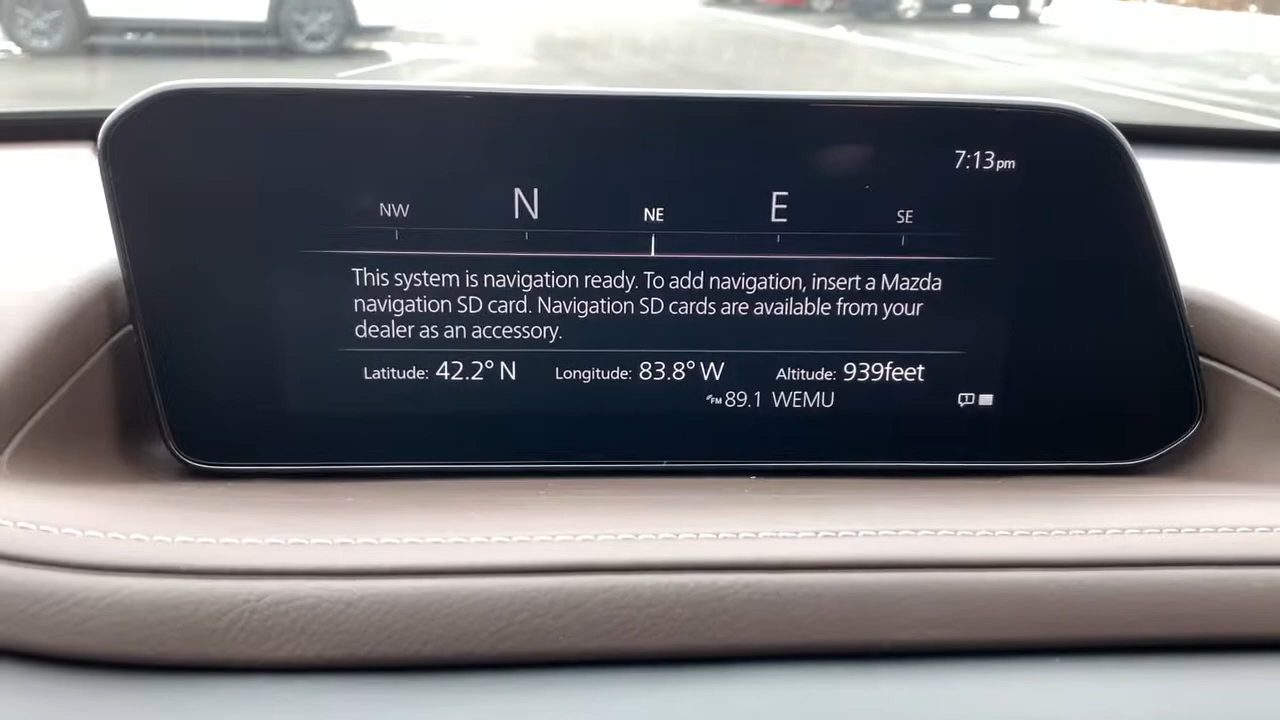 7:13pm
NW N NE E SE
This system is navigation ready. To add navigation, insert a Mazda
navigation SD card. Navigation SD cards are available from your
dealer as an accessory.
Latitude: 42.2° N Longitude: 83.8° W Altitude: 939feet
FM 89.1 WEMU